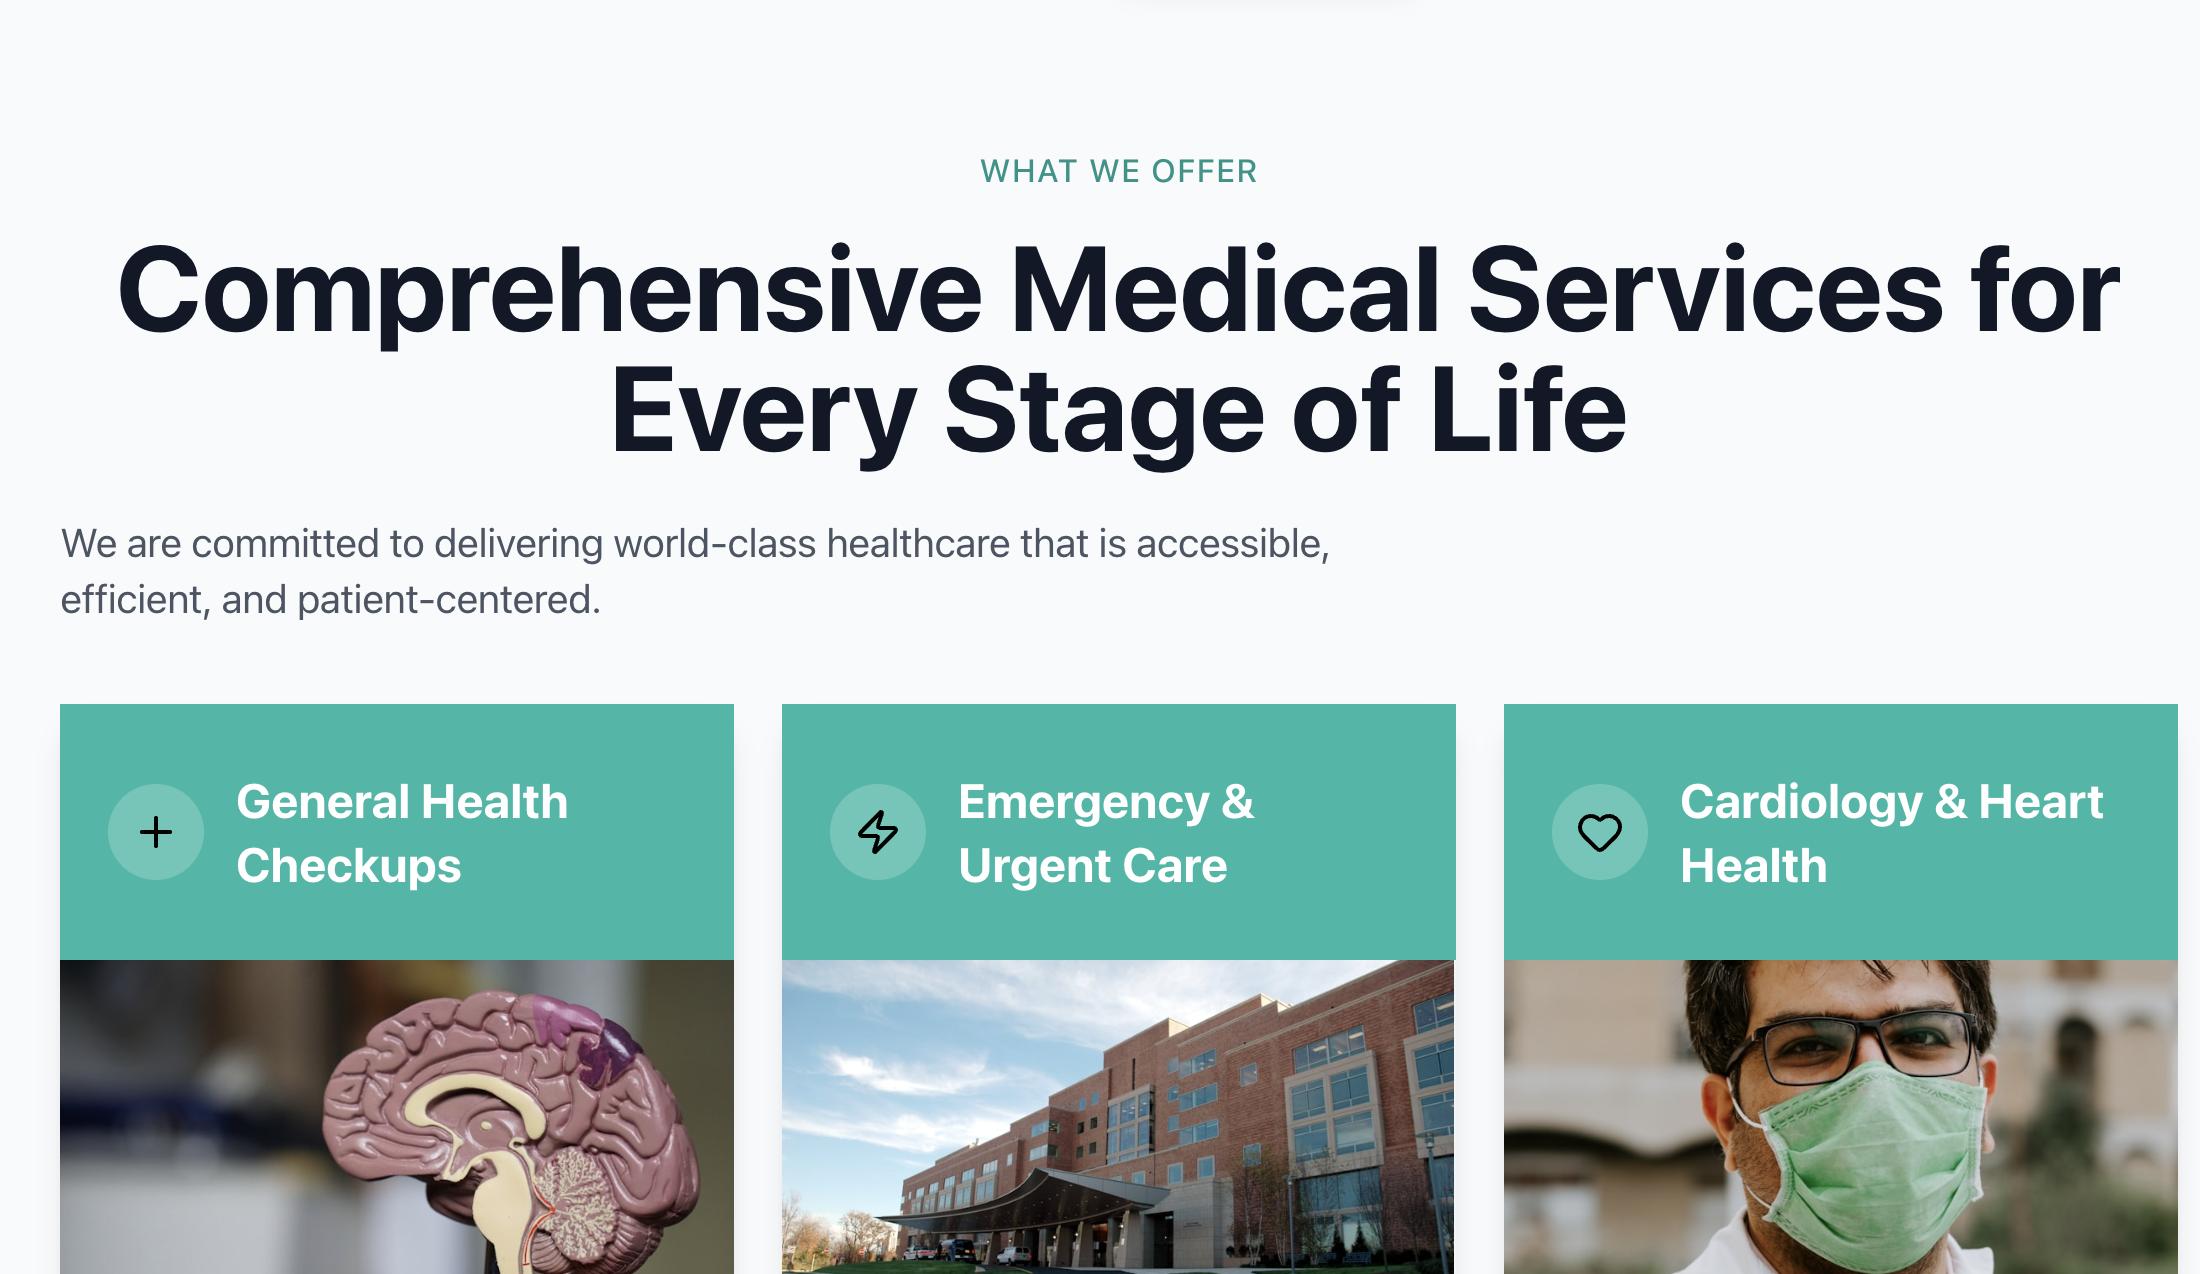 WHAT WE OFFER
Comprehensive Medical Services for
Every Stage of Life
We are committed to delivering world-class healthcare that is accessible,
efficient, and patient-centered.
General Health
Checkups
Emergency &
Urgent Care
Cardiology & Heart
Health